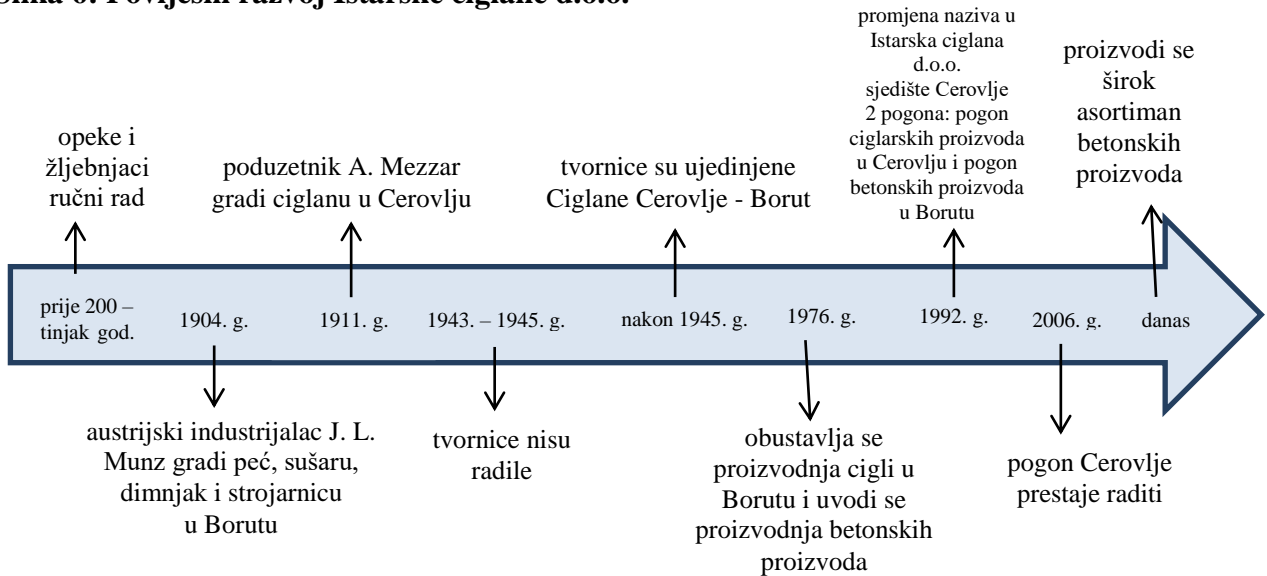 Povijesni razvoj Istarske ciglane d.o.o.
opeke i
žljebnjaci
ručni rad
poduzetnik A. Mezzar
gradi ciglanu u Cerovlju
tvornice su ujedinjene
Ciglane Cerovlje - Borut
promjena naziva u
Istarska ciglana
d.o.o.
sjedište Cerovlje
2 pogona: pogon
ciglarskih proizvoda
u Cerovlju i pogon
betonskih proizvoda
u Borutu
proizvodi se
širok
asortiman
betonskih
proizvoda
prije 200 –
tinjak god.
1904. g.
1911. g.
1943. – 1945. g.
nakon 1945. g.
1976. g.
1992. g.
2006. g.
danas
austrijski industrijalac J. L.
Munz gradi peć, sušaru,
dimnjak i strojarnicu
u Borutu
tvornice nisu
radile
obustavlja se
proizvodnja cigli u
Borutu i uvodi se
proizvodnja betonskih
proizvoda
pogon Cerovlje
prestaje raditi